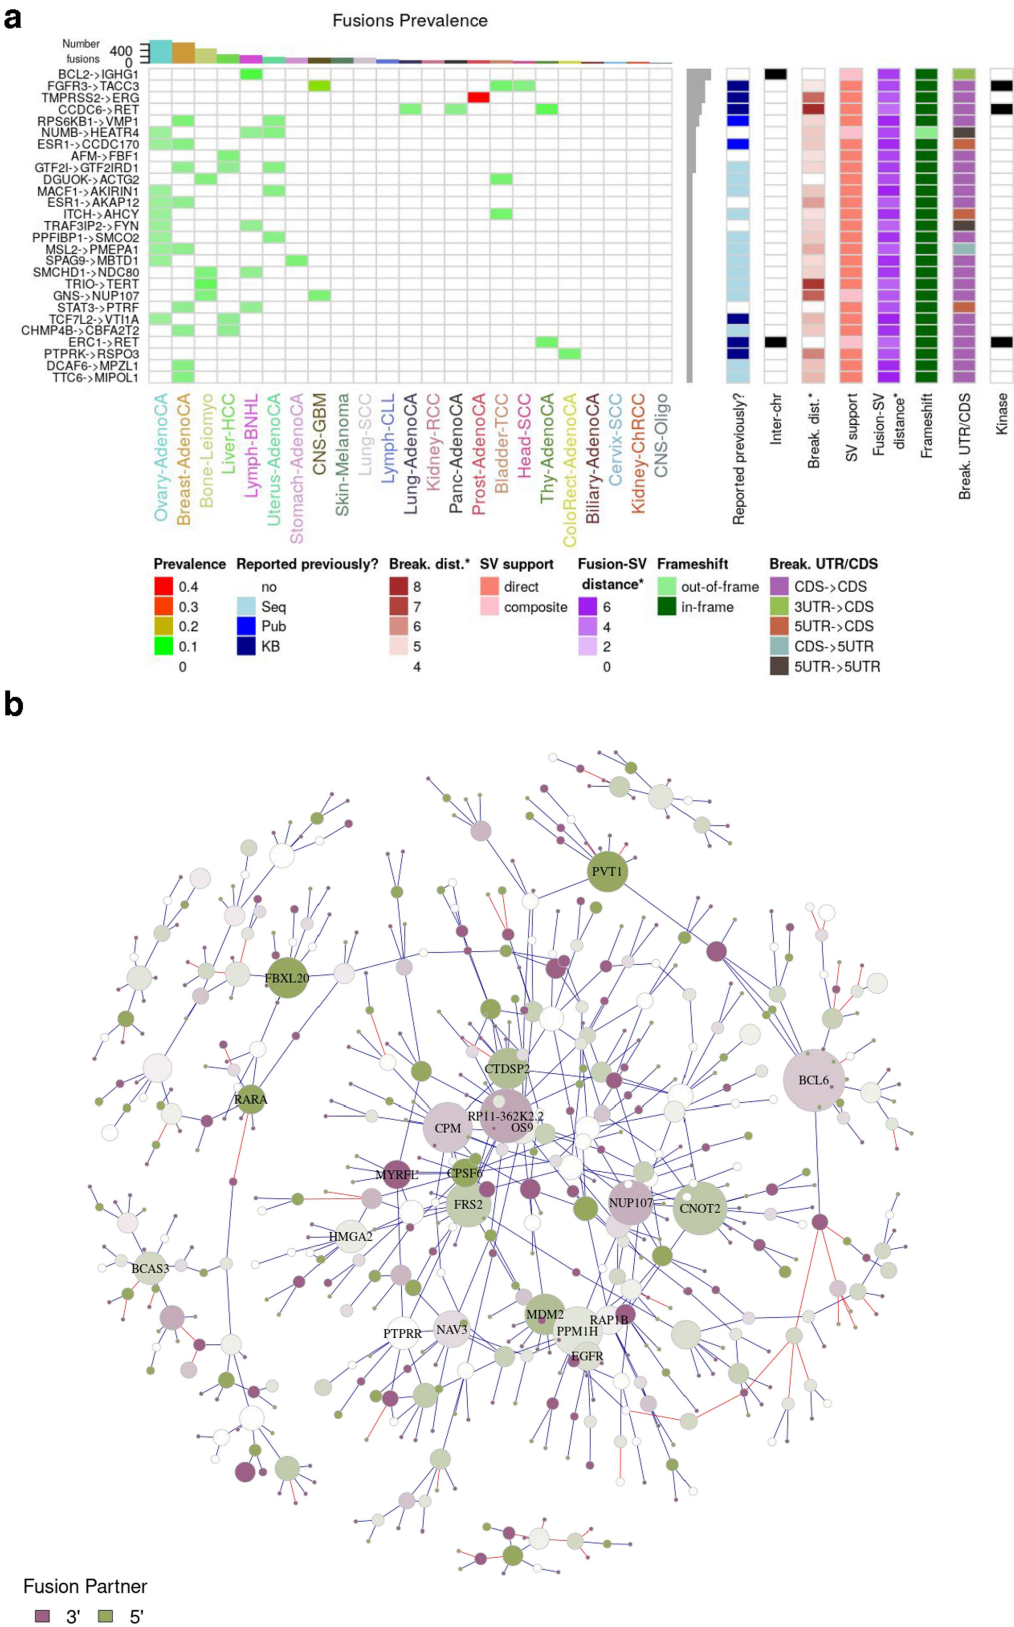 a
Fusions Prevalence
Number
fusions
400
0
BCL2->IGHG1
FGFR3->TACC3
TMPRSS2->ERG
CCDC6->RET
RPS6KB1->VMP1
NUMB->HEATR4
ESR1->CCDC170
AFM->FBF1
GTF2I->GTF2IRD1
DGUOK->ACTG2
MACF1->AKIRIN1
ESR1->AKAP12
ITCH->AHCY
TRAF3IP2->FYN
PPFIBP1->SMCO2
MSL2->PMEPA1
SPAG9->MBTD1
SMCHD1->NDC80
TRIO->TERT
GNS->NUP107
STAT3->PTRF
TCF7L2->VTI1A
CHMP4B->CBFA2T2
ERC1->RET
PTPRK->RSPO3
DCAF6->MPZL1
TTC6->MIPOL1
Ovary-AdenoCA
Breast-AdenoCA
Bone-Leiomyo
Liver-HCC
Lymph-BNHL
Uterus-AdenoCA
Stomach-AdenoCA
CNS-GBM
Skin-Melanoma
Lung-SCC
Lymph-CLL
Lung-AdenoCA
Kidney-RCC
Panc-AdenoCA
Prost-AdenoCA
Bladder-TCC
Head-SCC
Thy-AdenoCA
ColoRect-AdenoCA
Biliary-AdenoCA
Cervix-SCC
Kidney-ChRCC
CNS-Oligo
Reported previously?
Inter-chr
Break. dist.*
SV support
Fusion-SV
distance*
Frameshift
Break. UTR/CDS
Kinase
Prevalence
0.4
0.3
0.2
0.1
0
Reported previously?
no
Seq
Pub
KB
Break. dist.*
8
7
6
5
4
SV support
direct
composite
Fusion-SV
distance*
6
4
2
0
Frameshift
out-of-frame
in-frame
Break. UTR/CDS
CDS->CDS
3UTR->CDS
5UTR->CDS
CDS->5UTR
5UTR->5UTR
b
PVT1
FBXL20
CTDSP2
BCL6
RARA
RP11-362K2.2
CPM
OS9
MYRFL
CPSF6
FRS2
NUP107
CNOT2
HMGA2
BCAS3
MDM2
RAP1B
PTPRR
NAV3
PPM1H
EGFR
Fusion Partner
3'
5'